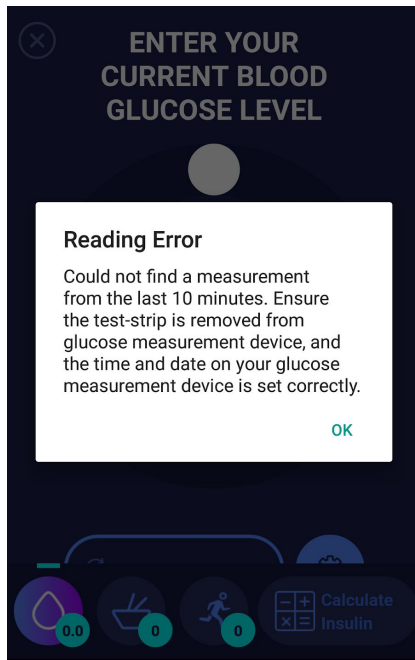 ENTER YOUR
CURRENT BLOOD
GLUCOSE LEVEL
Reading Error
Could not find a measurement
from the last 10 minutes. Ensure
the test-strip is removed from
glucose measurement device, and
the time and date on your glucose
measurement device is set correctly.
OK
0.0
0
0
Calculate
Insulin